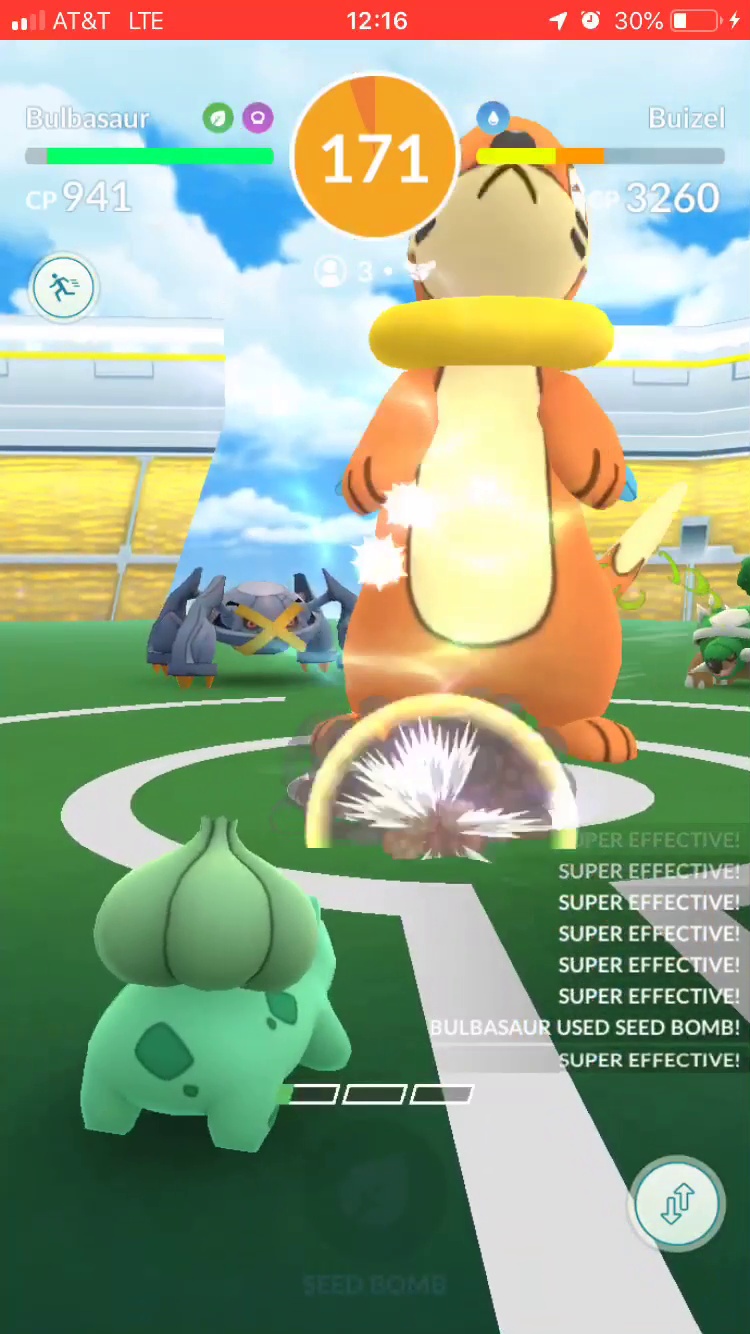 AT&T LTE 12:16 30%
Bulbasaur 171 Buizel
CP 941 CP 3260
3 •
SUPER EFFECTIVE!
SUPER EFFECTIVE!
SUPER EFFECTIVE!
SUPER EFFECTIVE!
SUPER EFFECTIVE!
SUPER EFFECTIVE!
BULBASAUR USED SEED BOMB!
SUPER EFFECTIVE!
SEED BOMB